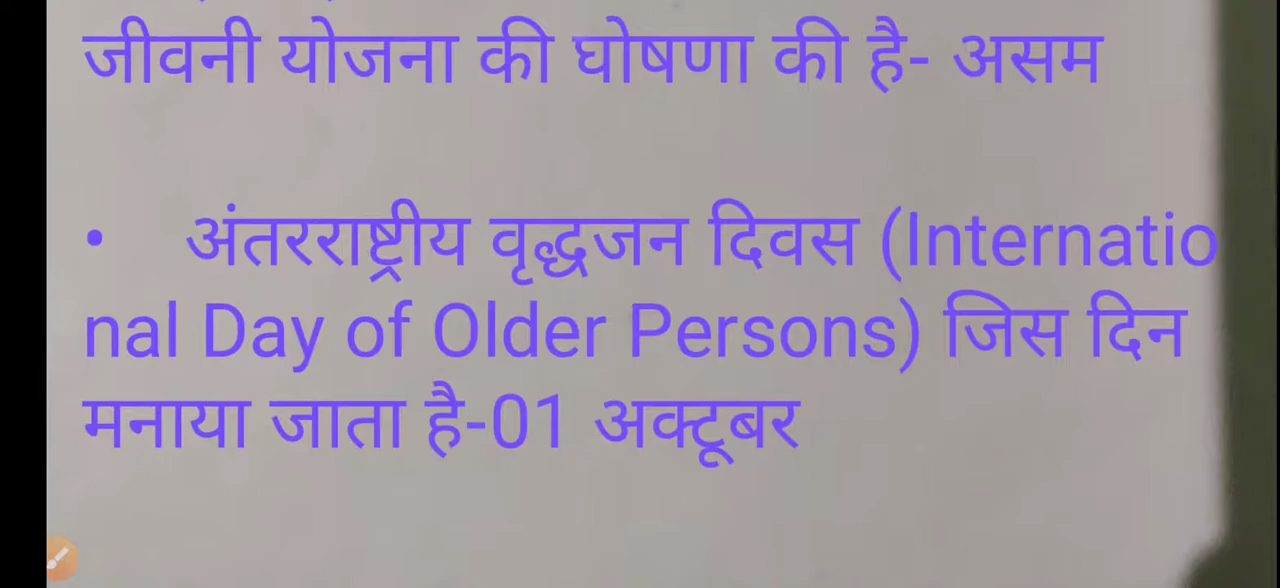 जीवनी योजना की घोषणा की है- असम
• अंतरराष्ट्रीय वृद्धजन दिवस (Internatio
nal Day of Older Persons) जिस दिन
मनाया जाता है-01 अक्टूबर